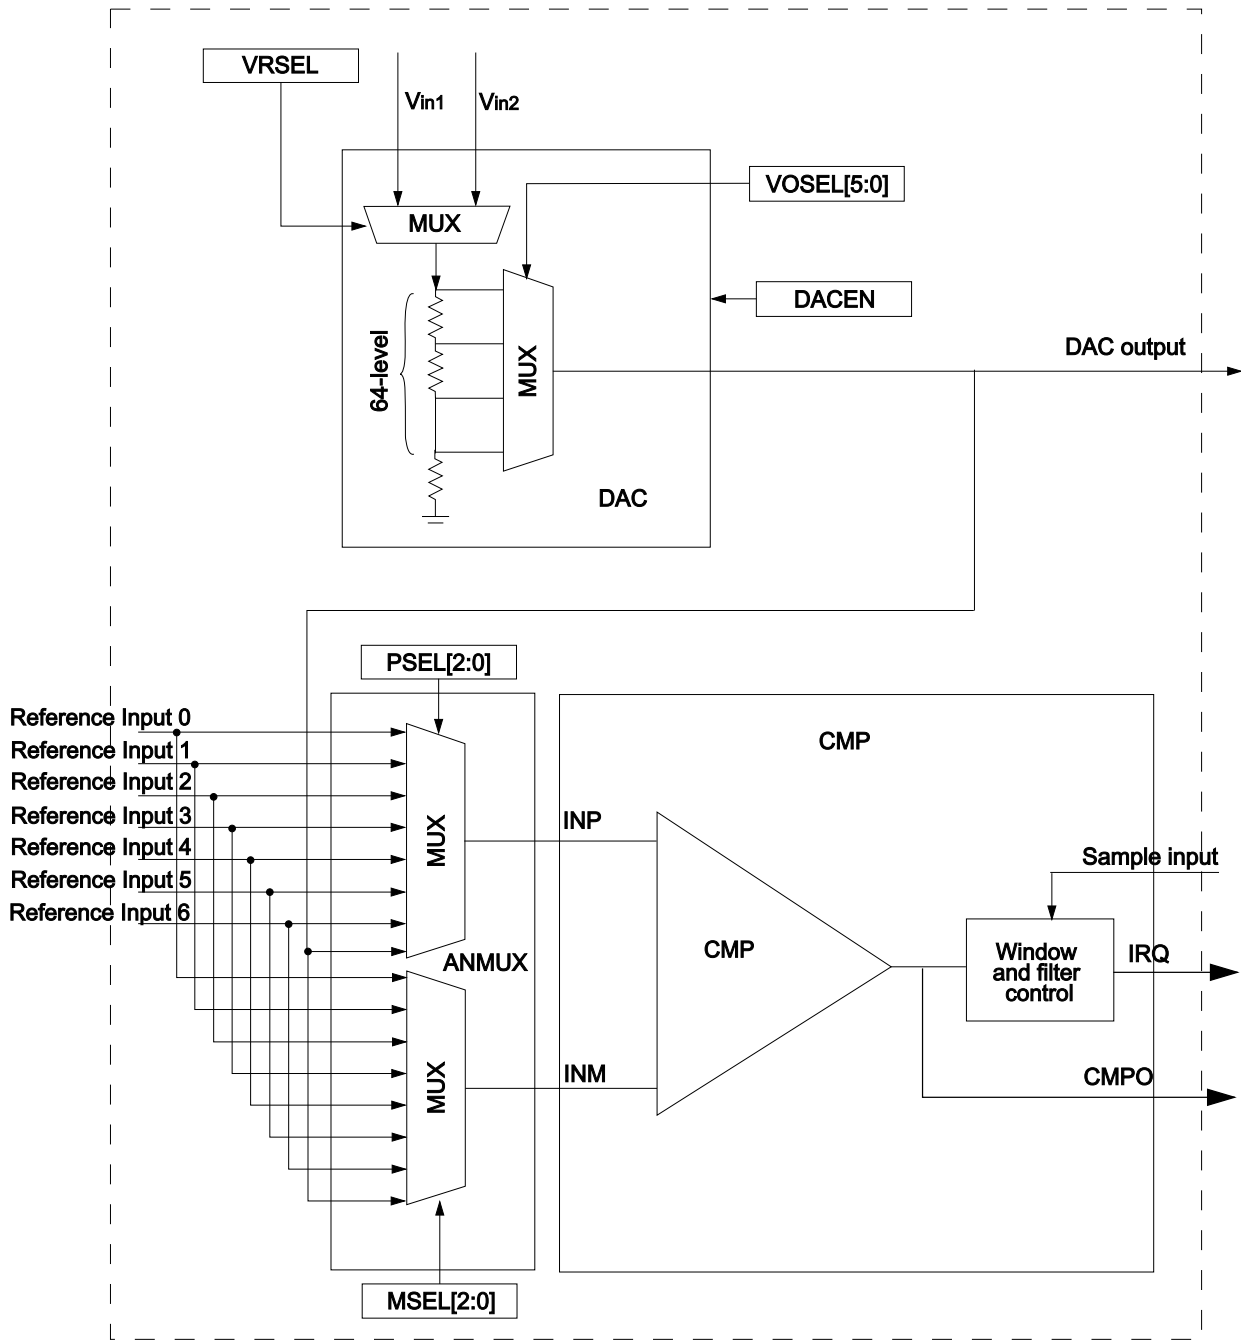 VRSEL
Vin1
Vin2
VOSEL[5:0]
MUX
DACEN
64-level
MUX
DAC output
DAC
PSEL[2:0]
Reference Input 0
Reference Input 1
Reference Input 2
Reference Input 3
Reference Input 4
Reference Input 5
Reference Input 6
MUX
ANMUX
MUX
MSEL[2:0]
CMP
INP
INM
CMP
Sample input
Window
and filter
control
IRQ
CMPO